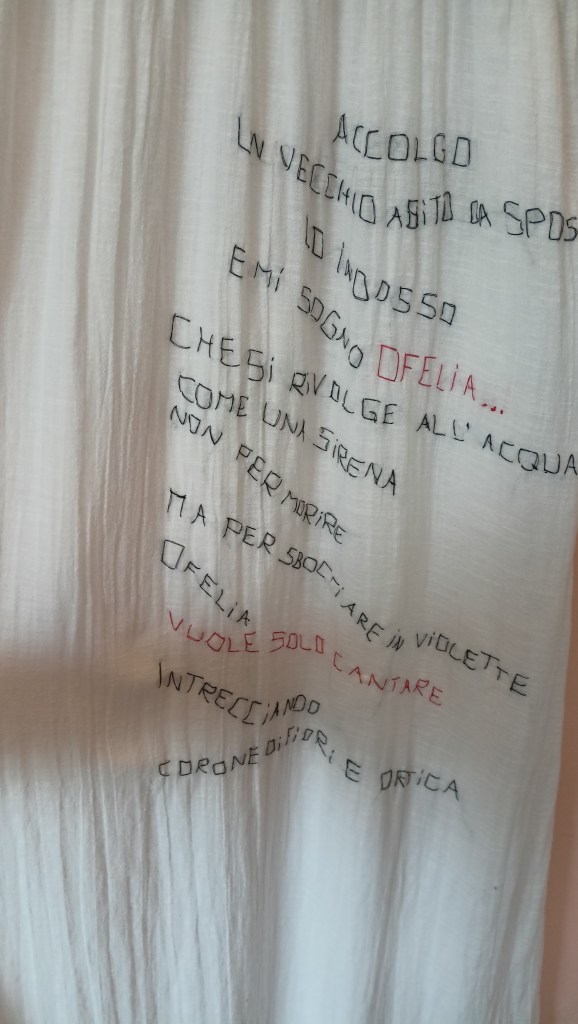 ACCOLGO
UN VECCHIO ABITO DA SPOS
LO INDOSSO
E MI SOGNO OFELIA...
CHE SI RIVOLGE ALL'ACQUA
COME UNA SIRENA
NON PER MORIRE
MA PER SBOCCIARE IN VIOLETTE
OFELIA
VUOLE SOLO CANTARE
INTRECCIANDO
CORONE DI FIORI E ORTICA